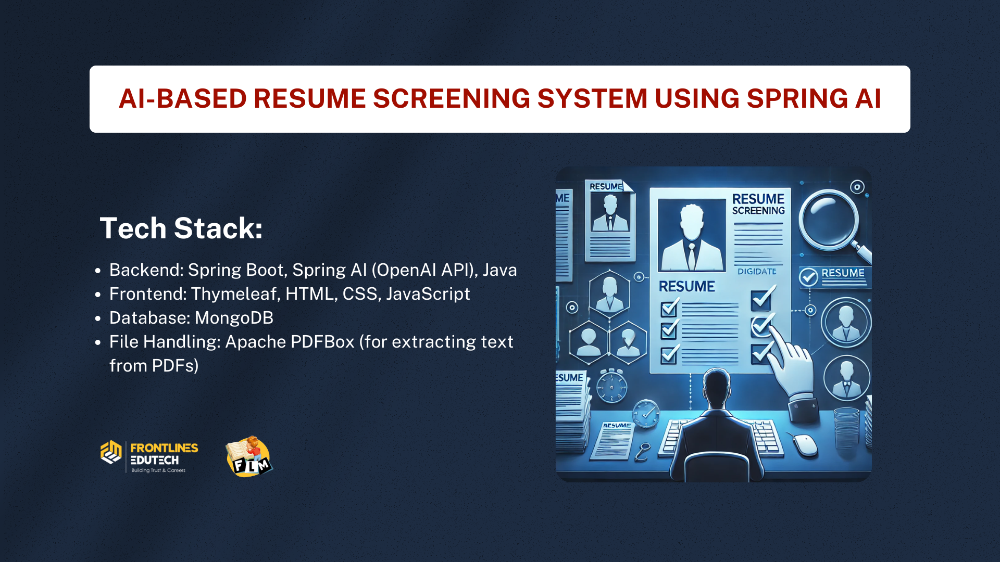 AI-BASED RESUME SCREENING SYSTEM USING SPRING AI
Tech Stack:
• Backend: Spring Boot, Spring AI (OpenAI API), Java
• Frontend: Thymeleaf, HTML, CSS, JavaScript
• Database: MongoDB
• File Handling: Apache PDFBox (for extracting text
from PDFs)
FRONTLINES
EDUTECH
Building Trust & Careers
FLM
ME
RESUME
RESUME
SCREENING
DIGIDATE
RESUME
RESUME
ESUME
RESUME